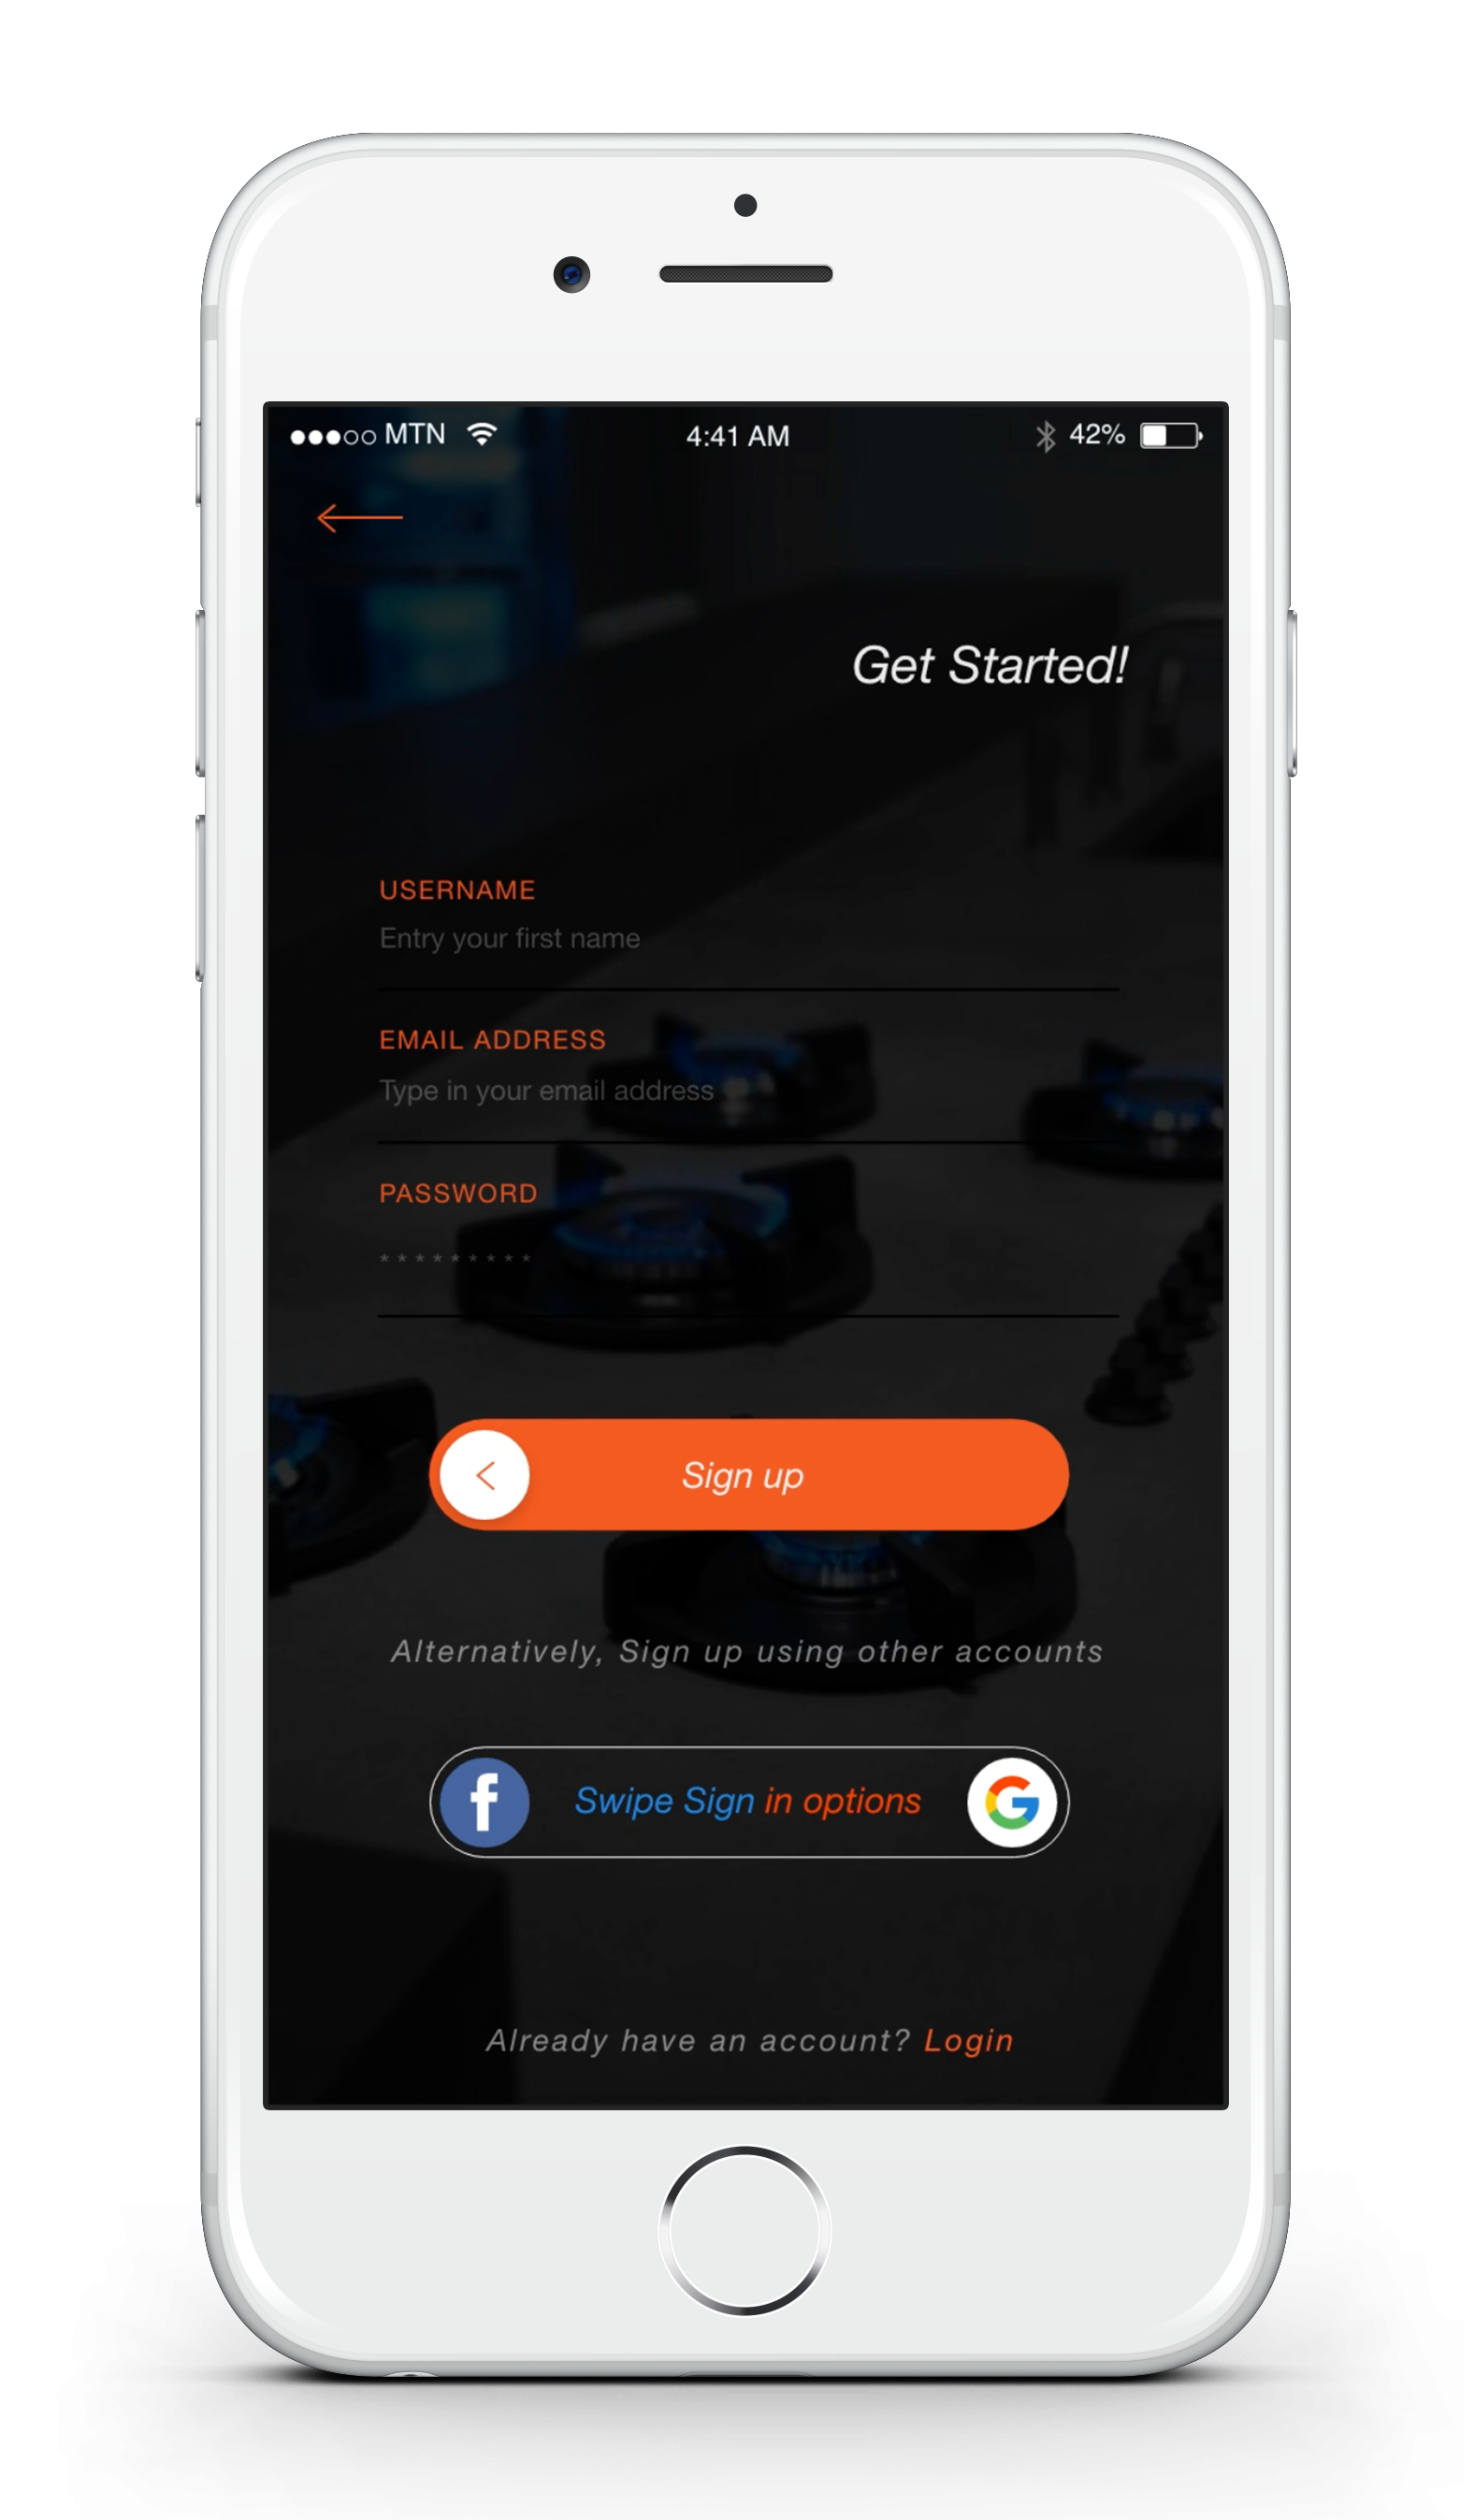 MTN 4:41 AM 42%
Get Started!
USERNAME
Entry your first name
EMAIL ADDRESS
Type in your email address
PASSWORD
* * * * * * * * *
Sign up
Alternatively, Sign up using other accounts
f Swipe Sign in options G
Already have an account? Login